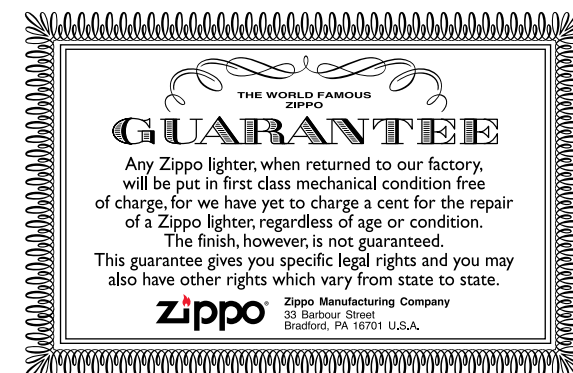 THE WORLD FAMOUS
ZIPPO
GUARANTEE
Any Zippo lighter, when returned to our factory,
will be put in first class mechanical condition free
of charge, for we have yet to charge a cent for the repair
of a Zippo lighter, regardless of age or condition.
The finish, however, is not guaranteed.
This guarantee gives you specific legal rights and you may
also have other rights which vary from state to state.
zippo®
Zippo Manufacturing Company
33 Barbour Street
Bradford, PA 16701 U.S.A.